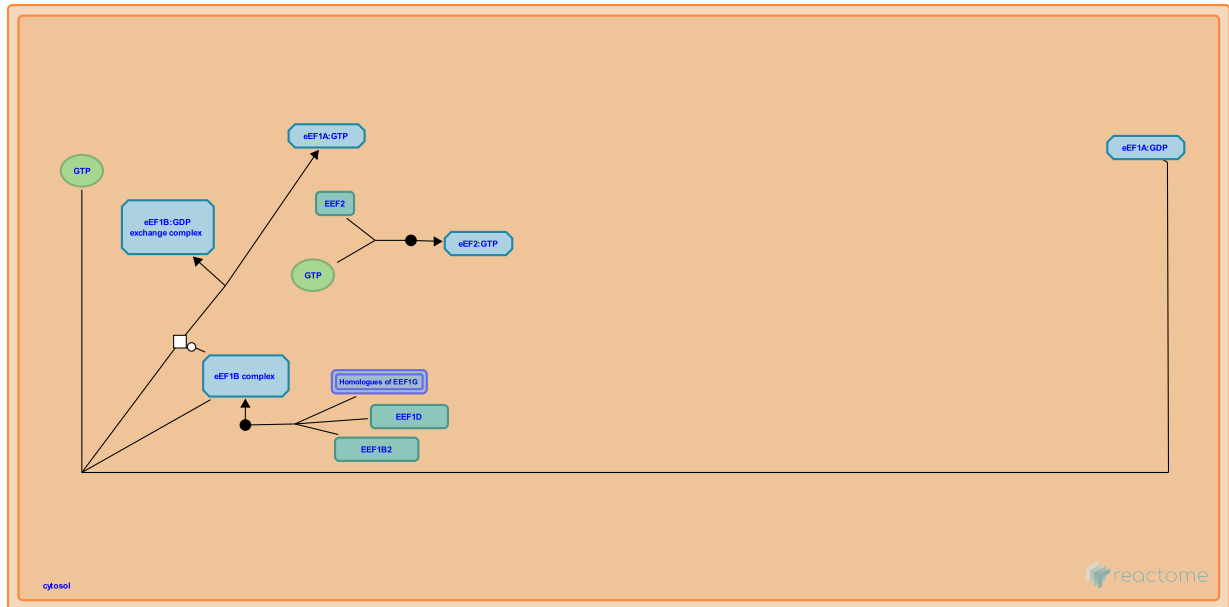 eEF1A:GTP
eEF1A:GDP
GTP
EEF2
eEF1B:GDP
exchange complex
eEF2:GTP
GTP
eEF1B complex
Homologues of EEF1G
EEF1D
EEF1B2
cytosol
reactome